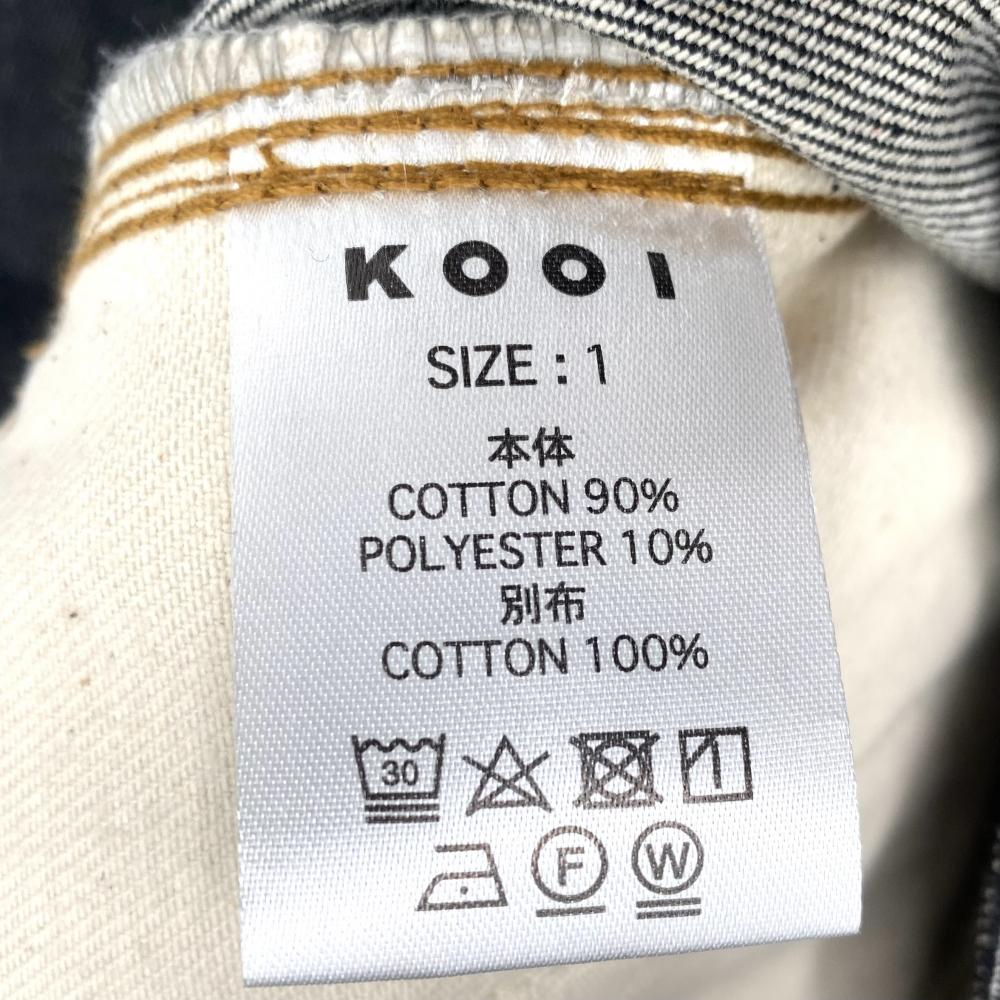 KOOI
SIZE : 1
本体
COTTON 90%
POLYESTER 10%
別布
COTTON 100%
30
F W